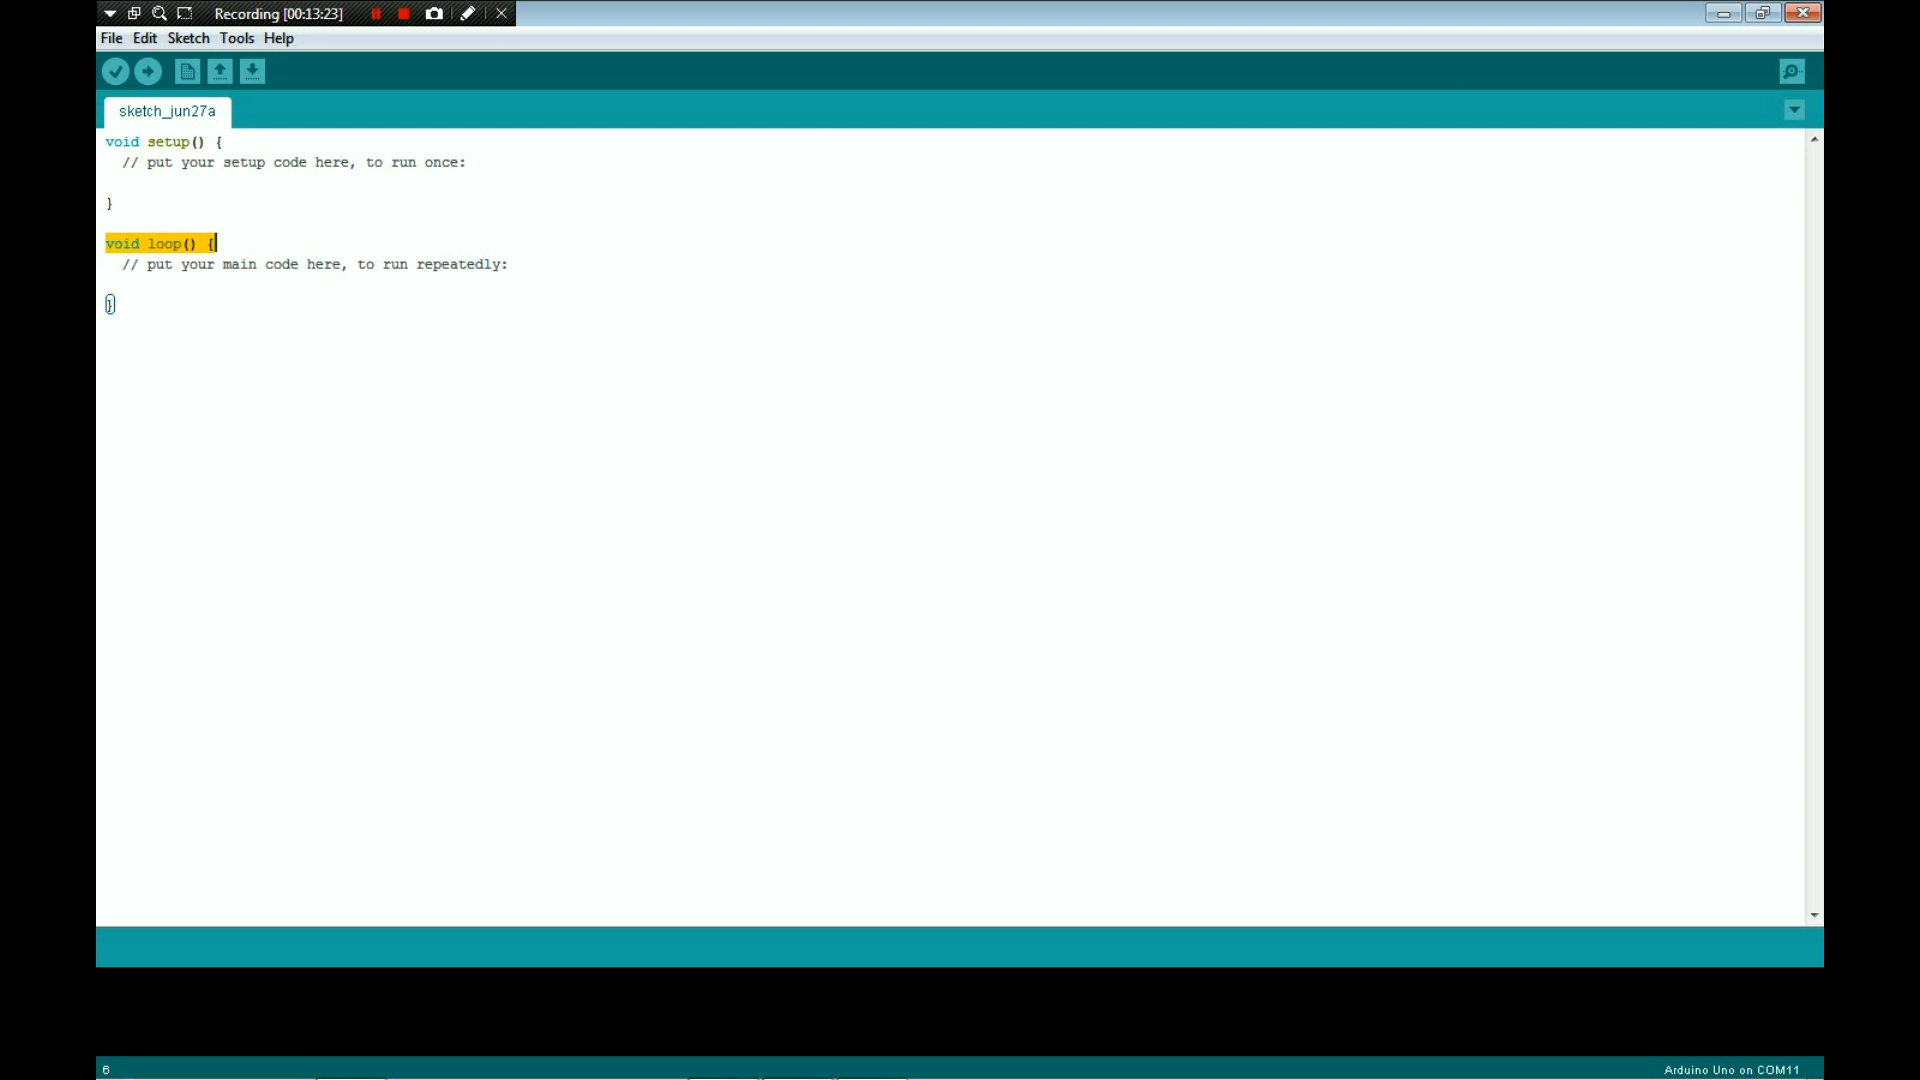 Recording [00:13:23]
File Edit Sketch Tools Help
sketch_jun27a
void setup() {
// put your setup code here, to run once:
}
void loop() {
// put your main code here, to run repeatedly:
}
6
Arduino Uno on COM11